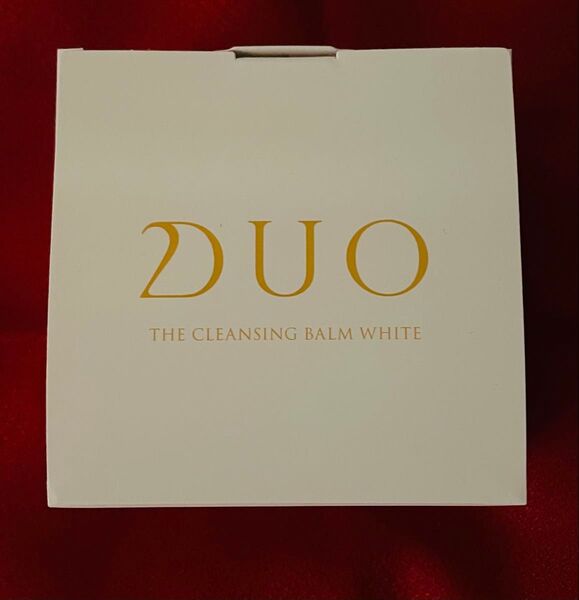 DUO
THE CLEANSING BALM WHITE